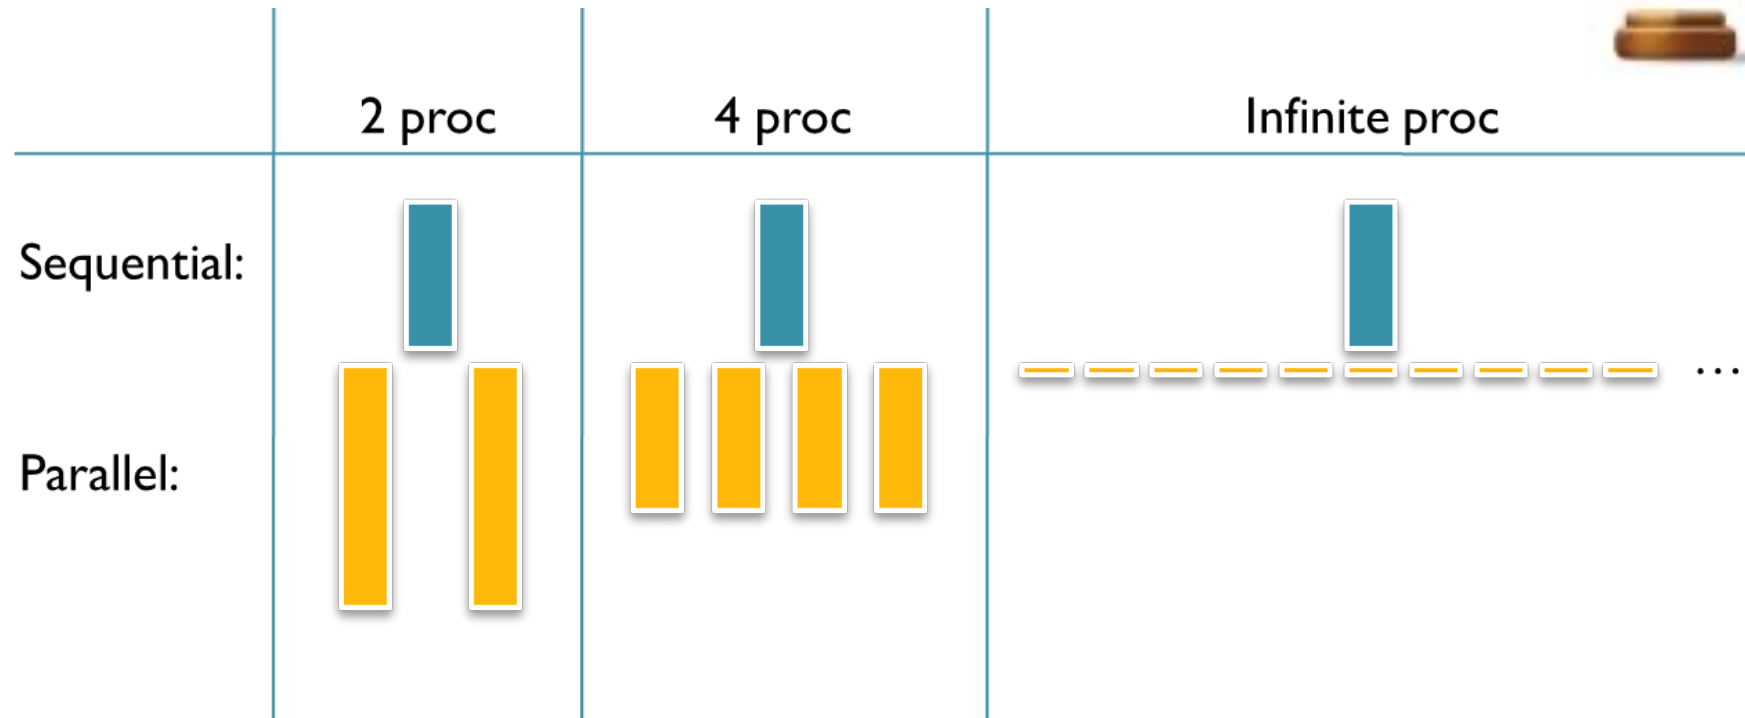 2 proc
4 proc
Infinite proc
Sequential:
...
Parallel: